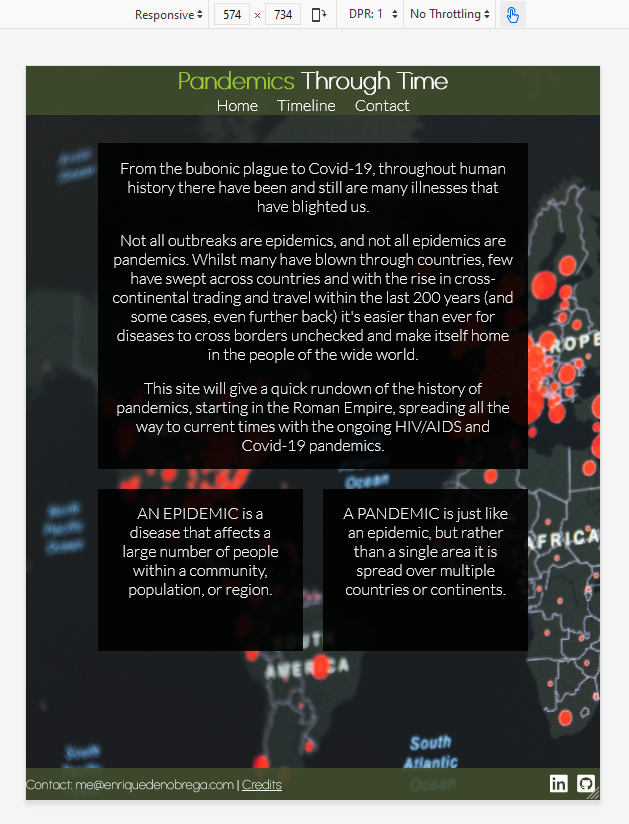 Responsive 574 × 734 DPR: 1 No Throttling
Pandemics Through Time
Home Timeline Contact
Arctic
Ocean
From the bubonic plague to Covid-19, throughout human
history there have been and still are many illnesses that
have blighted us.
Not all outbreaks are epidemics, and not all epidemics are
pandemics. Whilst many have blown through countries, few
have swept across countries and with the rise in cross-
continental trading and travel within the last 200 years (and
some cases, even further back) it's easier than ever for
diseases to cross borders unchecked and make itself home
in the people of the wide world.
This site will give a quick rundown of the history of
pandemics, starting in the Roman Empire, spreading all the
way to current times with the ongoing HIV/AIDS and
Covid-19 pandemics.
ROPE
Ocean
North
Pacific
Ocean
AFRICA
AN EPIDEMIC is a
disease that affects a
large number of people
within a community,
population, or region.
A PANDEMIC is just like
an epidemic, but rather
than a single area it is
spread over multiple
countries or continents.
SOUTH
AMERICA
South
South
Atlantic
Ocean
Contact: me@enriquedenobrega.com | Credits
in